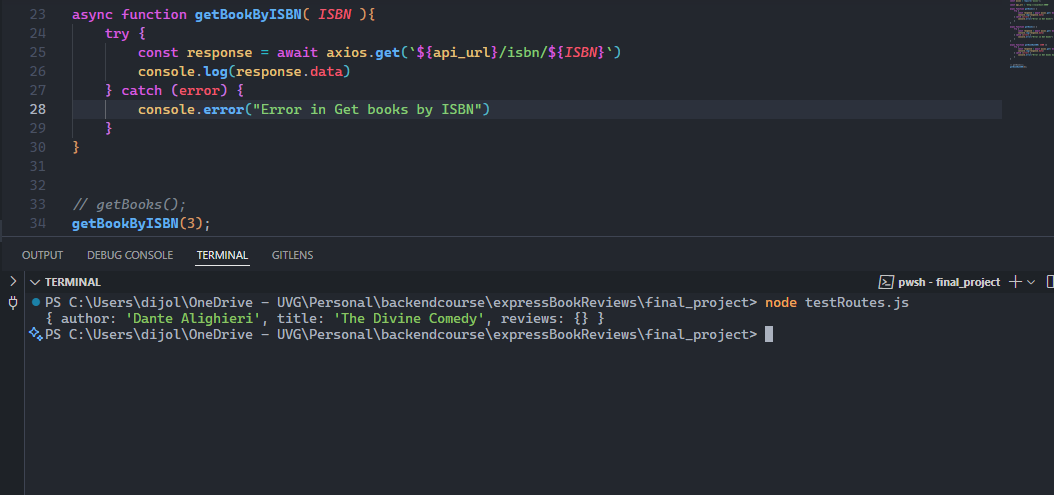 23 async function getBookByISBN( ISBN ){
24     try {
25         const response = await axios.get(`${api_url}/isbn/${ISBN}`)
26         console.log(response.data)
27     } catch (error) {
28         console.error("Error in Get books by ISBN")
29     }
30 }
31
32
33 // getBooks();
34 getBookByISBN(3);
OUTPUT DEBUG CONSOLE TERMINAL GITLENS
TERMINAL pwsh - final_project
PS C:\Users\dijol\OneDrive - UVG\Personal\backendcourse\expressBookReviews\final_project> node testRoutes.js
{ author: 'Dante Alighieri', title: 'The Divine Comedy', reviews: {} }
PS C:\Users\dijol\OneDrive - UVG\Personal\backendcourse\expressBookReviews\final_project>